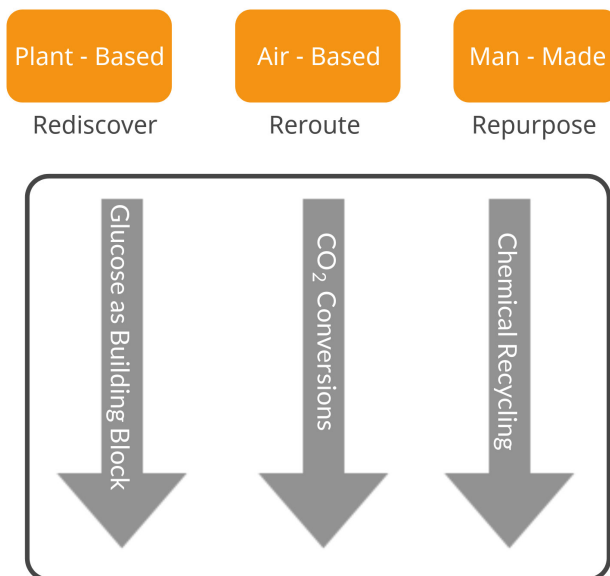 Plant - Based
Air - Based
Man - Made
Rediscover
Reroute
Repurpose
Glucose as Building Block
CO₂ Conversions
Chemical Recycling